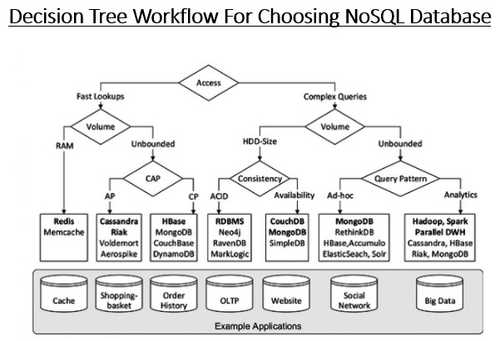 Decision Tree Workflow For Choosing NoSQL Database
Access
Fast Lookups
Complex Queries
Volume
Volume
RAM
Unbounded
HDD-Size
Unbounded
CAP
Consistency
Query Pattern
AP
CP
ACID
Availability
Ad-hoc
Analytics
Redis
Memcache
Cassandra
Riak
Voldemort
Aerospike
HBase
MongoDB
CouchBase
DynamoDB
RDBMS
Neo4j
RavenDB
MarkLogic
CouchDB
MongoDB
SimpleDB
MongoDB
RethinkDB
HBase,Accumulo
ElasticSeach, Solr
Hadoop, Spark
Parallel DWH
Cassandra, HBase
Riak, MongoDB
Cache
Shopping-
basket
Order
History
OLTP
Website
Social
Network
Big Data
Example Applications